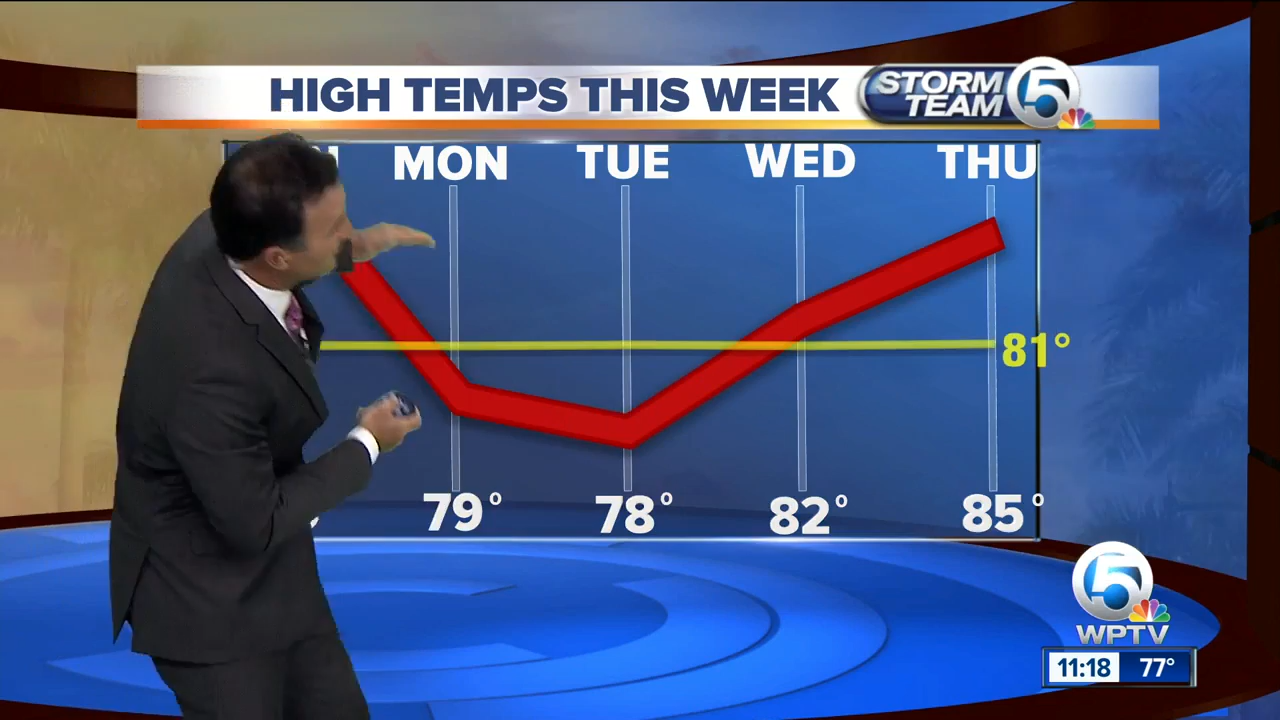 HIGH TEMPS THIS WEEK
STORM
TEAM
5
MON TUE WED THU
81°
79° 78° 82° 85°
5
WPTV
11:18 77°